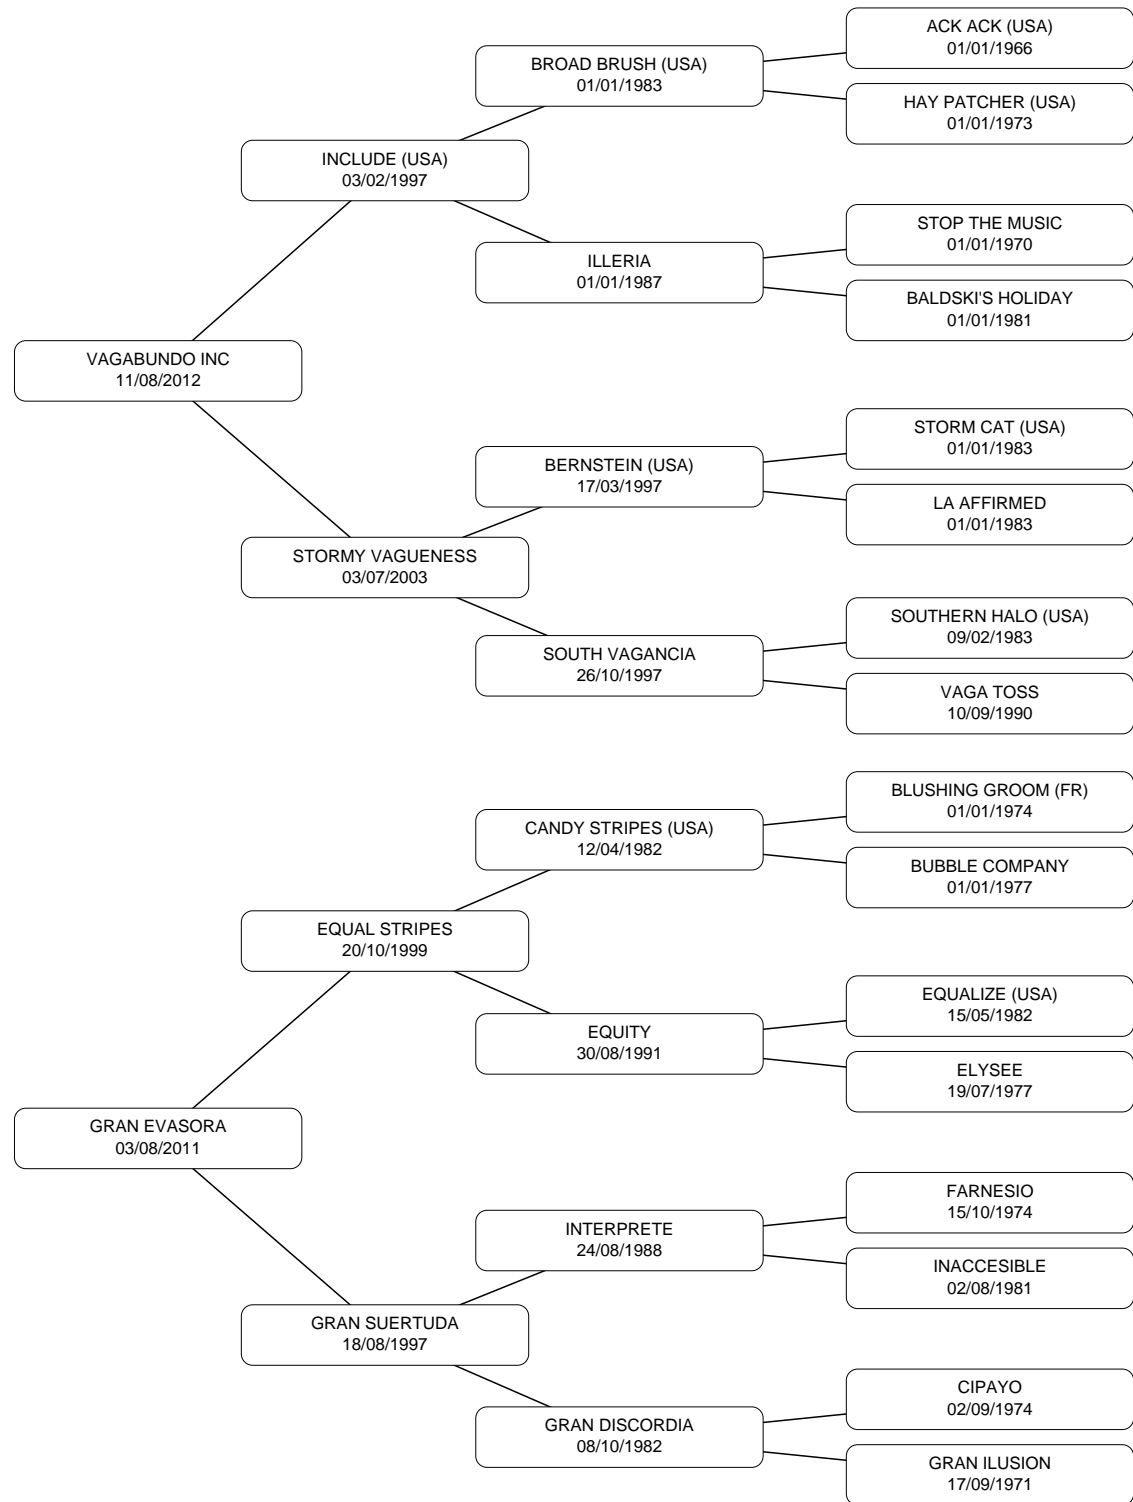 ACK ACK (USA)
01/01/1966
BROAD BRUSH (USA)
01/01/1983
HAY PATCHER (USA)
01/01/1973
INCLUDE (USA)
03/02/1997
STOP THE MUSIC
01/01/1970
ILLERIA
01/01/1987
BALDSKI'S HOLIDAY
01/01/1981
VAGABUNDO INC
11/08/2012
STORM CAT (USA)
01/01/1983
BERNSTEIN (USA)
17/03/1997
LA AFFIRMED
01/01/1983
STORMY VAGUENESS
03/07/2003
SOUTHERN HALO (USA)
09/02/1983
SOUTH VAGANCIA
26/10/1997
VAGA TOSS
10/09/1990
BLUSHING GROOM (FR)
01/01/1974
CANDY STRIPES (USA)
12/04/1982
BUBBLE COMPANY
01/01/1977
EQUAL STRIPES
20/10/1999
EQUALIZE (USA)
15/05/1982
EQUITY
30/08/1991
ELYSEE
19/07/1977
GRAN EVASORA
03/08/2011
FARNESIO
15/10/1974
INTERPRETE
24/08/1988
INACCESIBLE
02/08/1981
GRAN SUERTUDA
18/08/1997
CIPAYO
02/09/1974
GRAN DISCORDIA
08/10/1982
GRAN ILUSION
17/09/1971